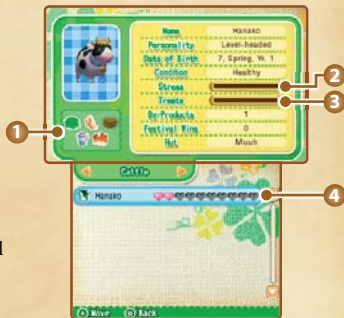 Name Hanako
Personality Level-headed
Date of Birth 7, Spring, Yr. 1
Condition Healthy
Stress
Treats
By-Products 1
Festival Wins 0
Hut Muuh
1
2
3
Cattle
Hanako
4
A Move B Back